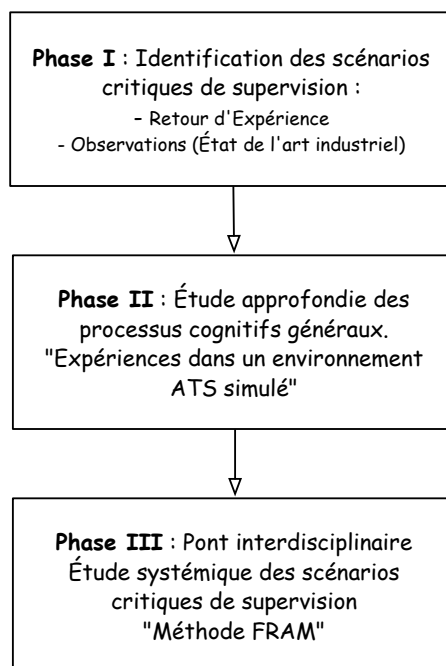 Phase I : Identification des scénarios
critiques de supervision :
– Retour d'Expérience
- Observations (État de l'art industriel)
Phase II : Étude approfondie des
processus cognitifs généraux.
"Expériences dans un environnement
ATS simulé"
Phase III : Pont interdisciplinaire
Étude systémique des scénarios
critiques de supervision
"Méthode FRAM"